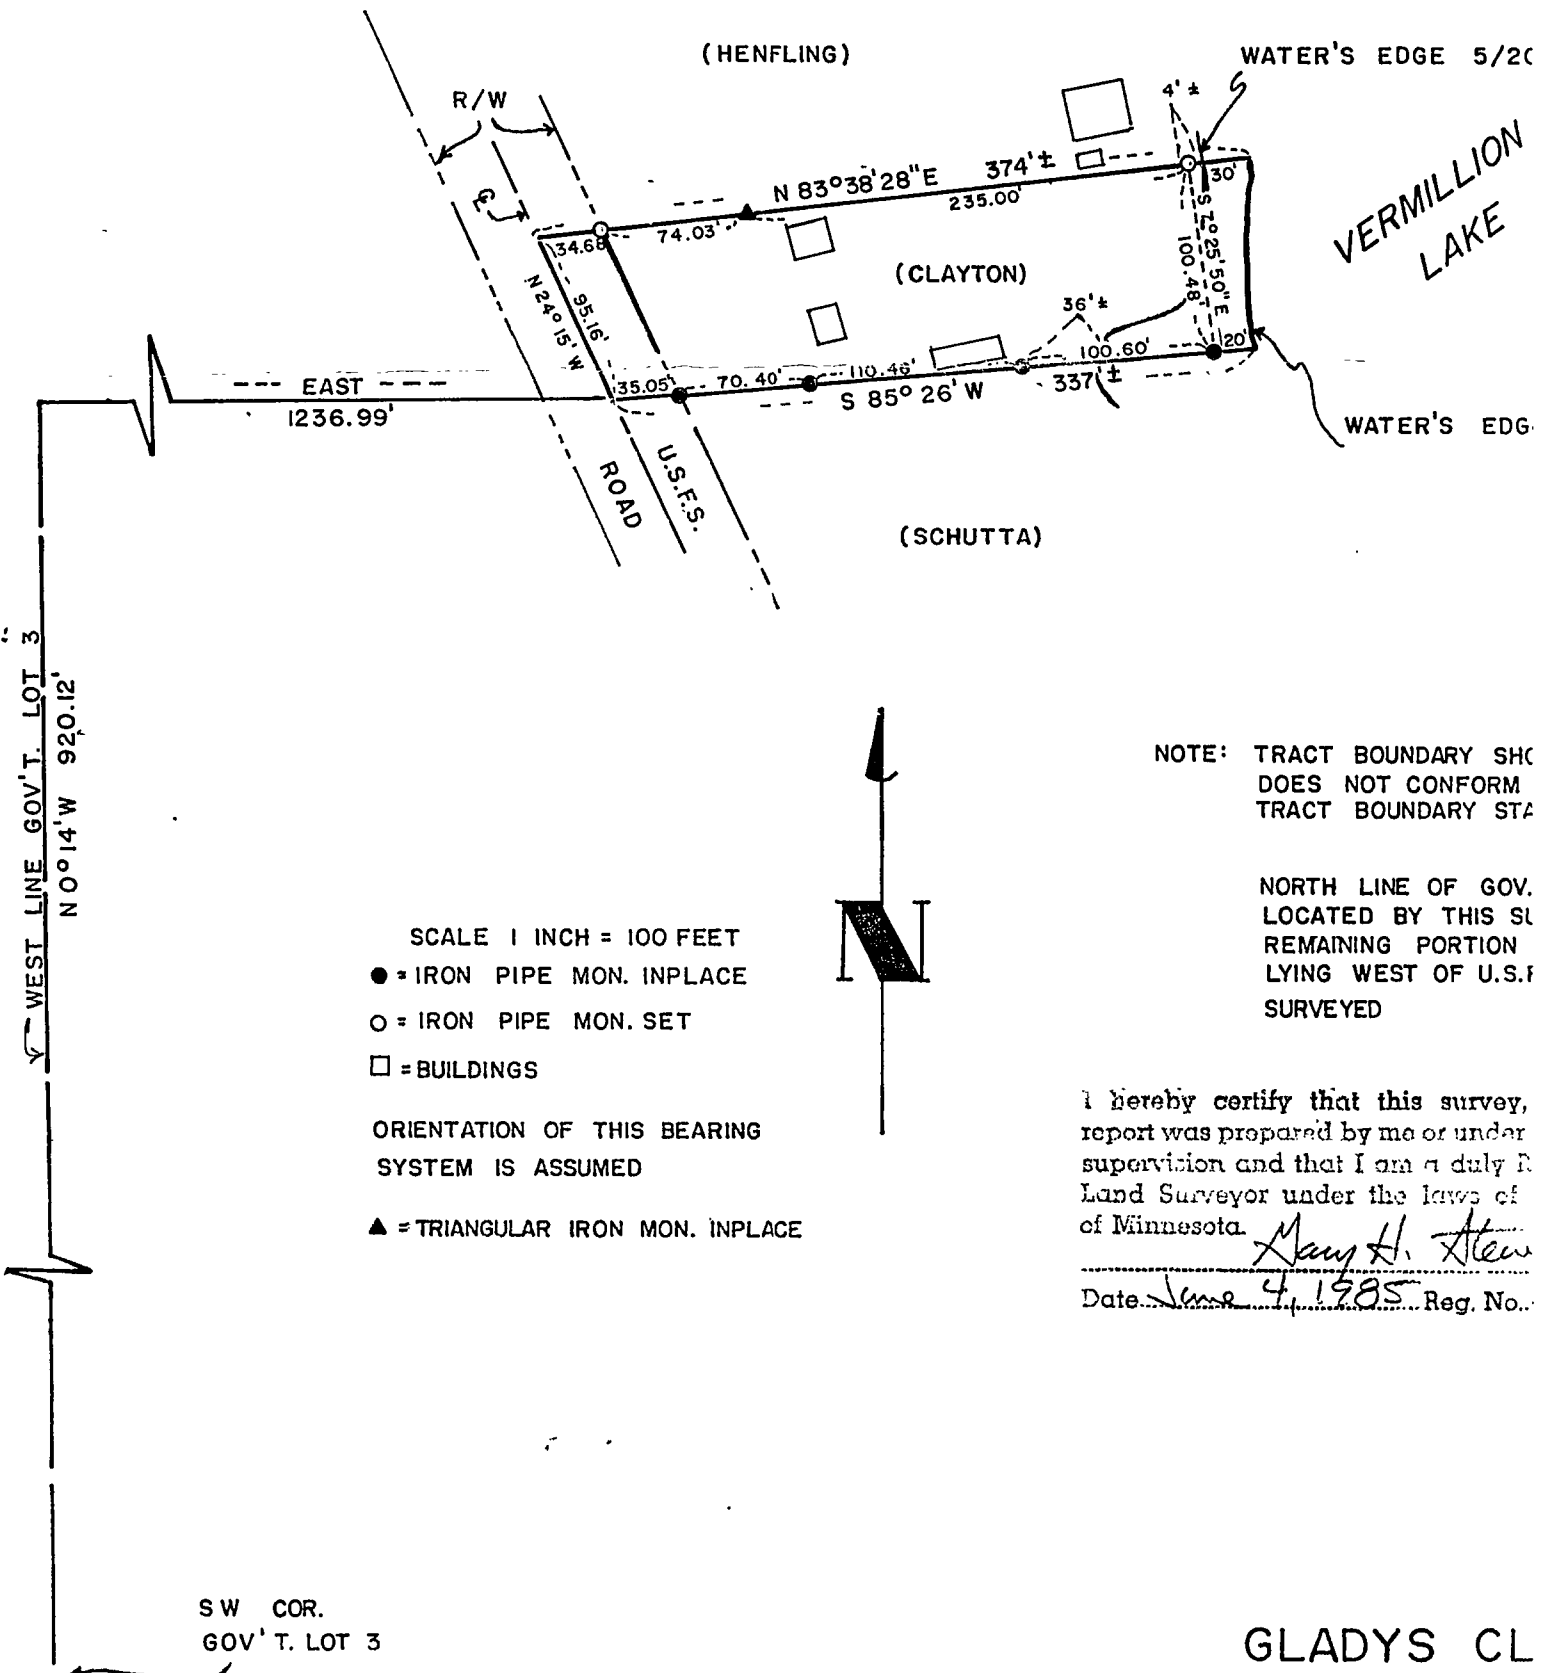 (HENFLING)
WATER'S EDGE 5/20
R/W
4' ±
VERMILLION
LAKE
N 83°38'28"E 374'±
235.00'
30'
74.03'
34.68
(CLAYTON)
S 7°25'50"E
100.48'
N 24°15' W
95.16'
36'±
100.60'
20'
337'±
EAST
1236.99'
35.05'
70.40'
110.46'
S 85°26' W
WATER'S EDG
ROAD
U.S.F.S.
(SCHUTTA)
WEST LINE GOV'T. LOT 3
N 0°14' W 920.12'
NOTE: TRACT BOUNDARY SHO
DOES NOT CONFORM
TRACT BOUNDARY STA
NORTH LINE OF GOV.
LOCATED BY THIS SU
REMAINING PORTION
LYING WEST OF U.S.F
SURVEYED
N
SCALE 1 INCH = 100 FEET
● = IRON PIPE MON. INPLACE
○ = IRON PIPE MON. SET
□ = BUILDINGS
ORIENTATION OF THIS BEARING
SYSTEM IS ASSUMED
▲ = TRIANGULAR IRON MON. INPLACE
I hereby certify that this survey,
report was prepared by me or under
supervision and that I am a duly R
Land Surveyor under the laws of
of Minnesota.
Gary H.
Date June 4, 1985 Reg. No.
SW COR.
GOV'T. LOT 3
GLADYS CL